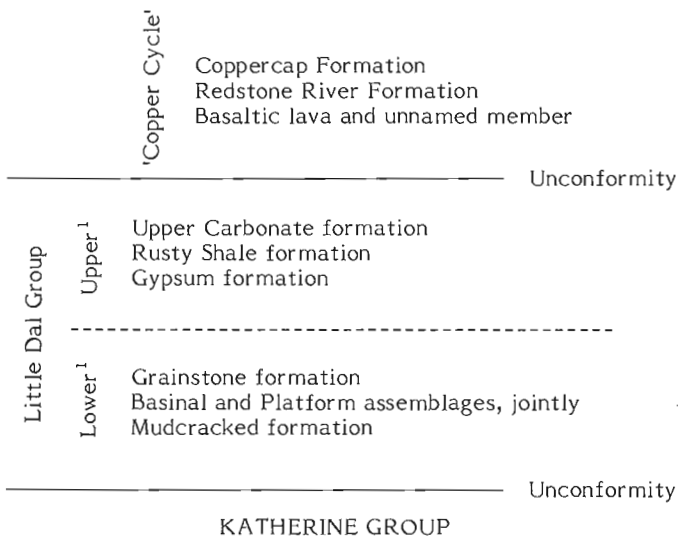 'Copper Cycle'
Coppercap Formation
Redstone River Formation
Basaltic lava and unnamed member
Unconformity
Little Dal Group
Upper¹
Upper Carbonate formation
Rusty Shale formation
Gypsum formation
Lower¹
Grainstone formation
Basinal and Platform assemblages, jointly
Mudcracked formation
Unconformity
KATHERINE GROUP